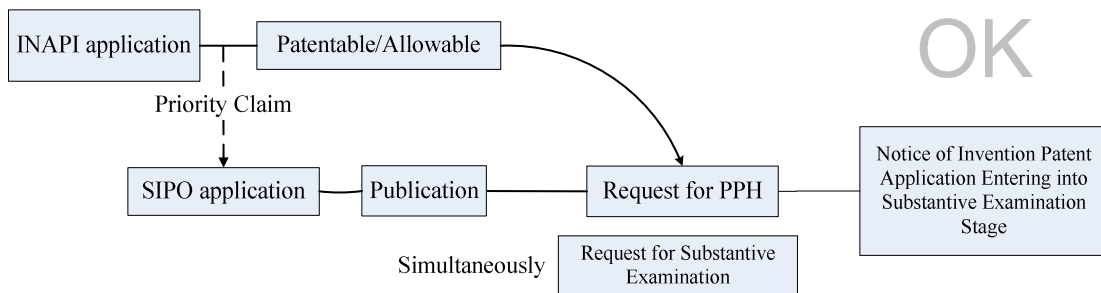 INAPI application
Patentable/Allowable
OK
Priority Claim
SIPO application
Publication
Request for PPH
Notice of Invention Patent
Application Entering into
Substantive Examination
Stage
Simultaneously
Request for Substantive
Examination